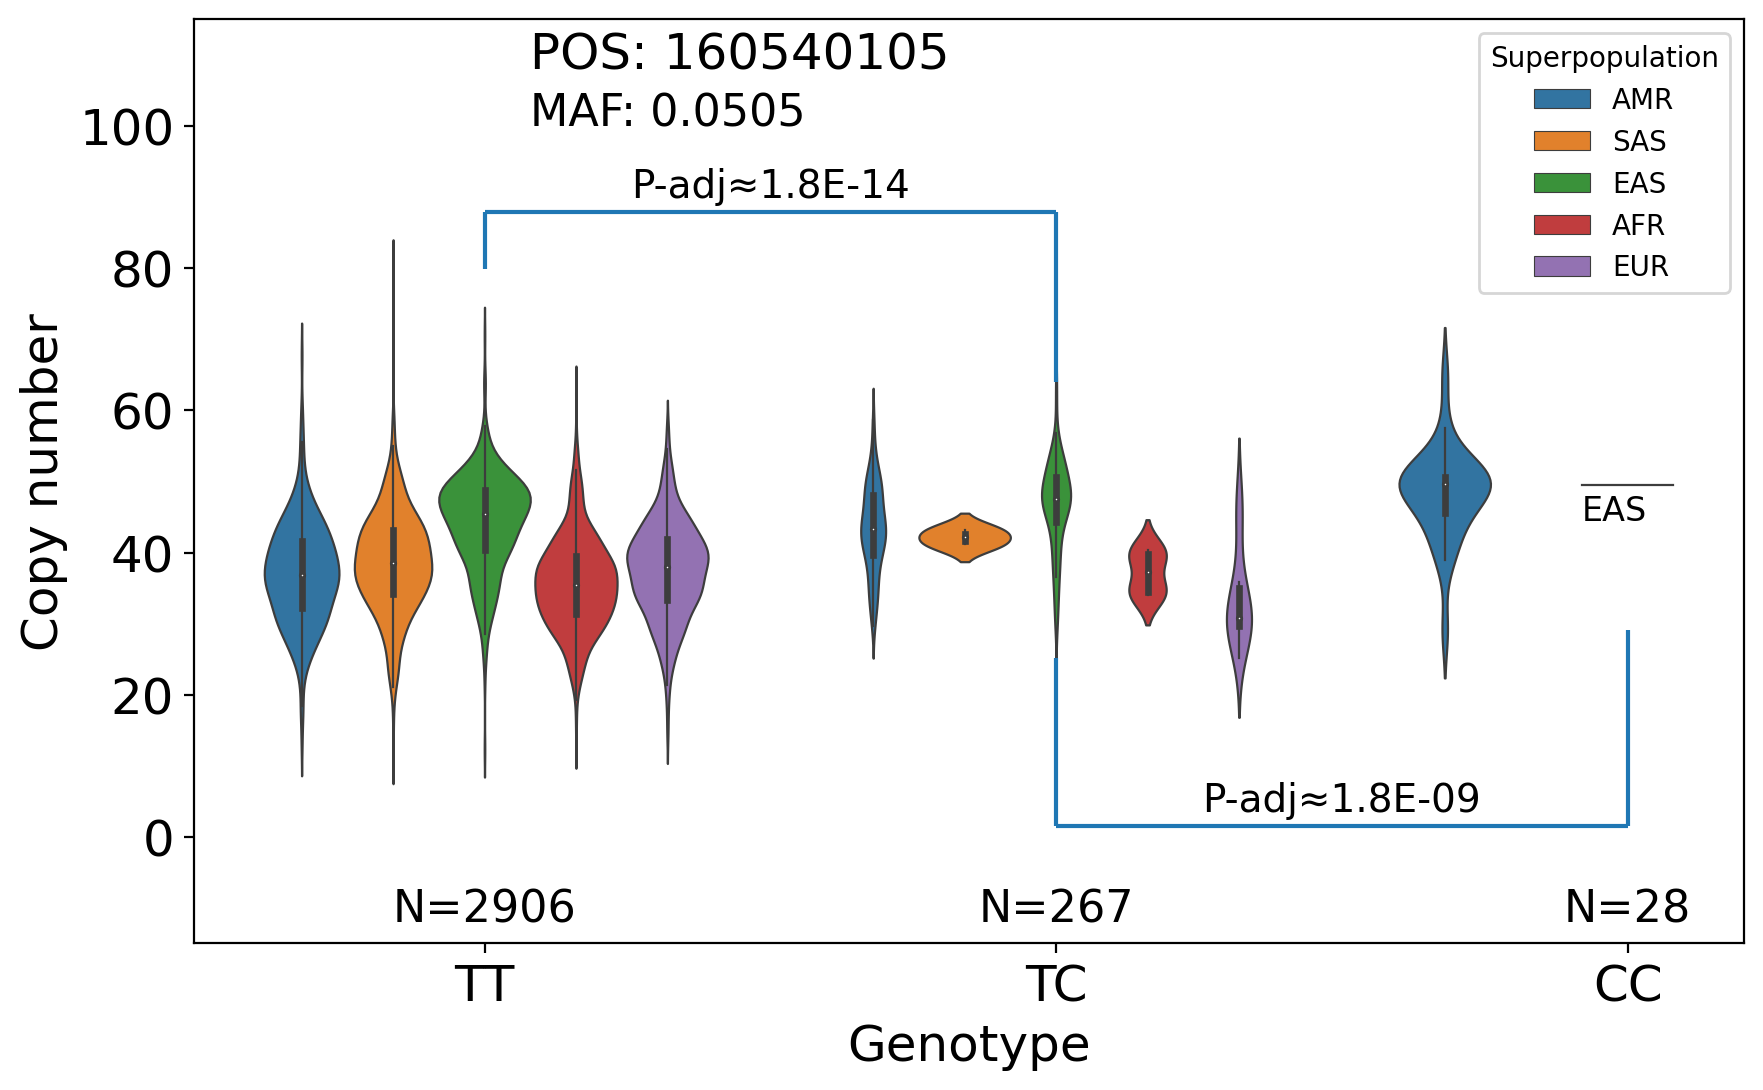 POS: 160540105
MAF: 0.0505
P-adj≈1.8E-14
Superpopulation
AMR
SAS
EAS
AFR
EUR
Copy number
100
80
60
40
20
0
EAS
P-adj≈1.8E-09
N=2906
N=267
N=28
TT
TC
CC
Genotype